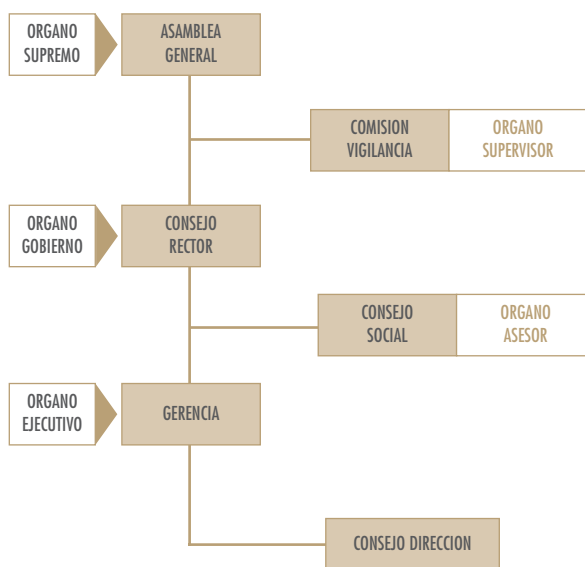 ORGANO
SUPREMO
ASAMBLEA
GENERAL
COMISION
VIGILANCIA
ORGANO
SUPERVISOR
ORGANO
GOBIERNO
CONSEJO
RECTOR
CONSEJO
SOCIAL
ORGANO
ASESOR
ORGANO
EJECUTIVO
GERENCIA
CONSEJO DIRECCION